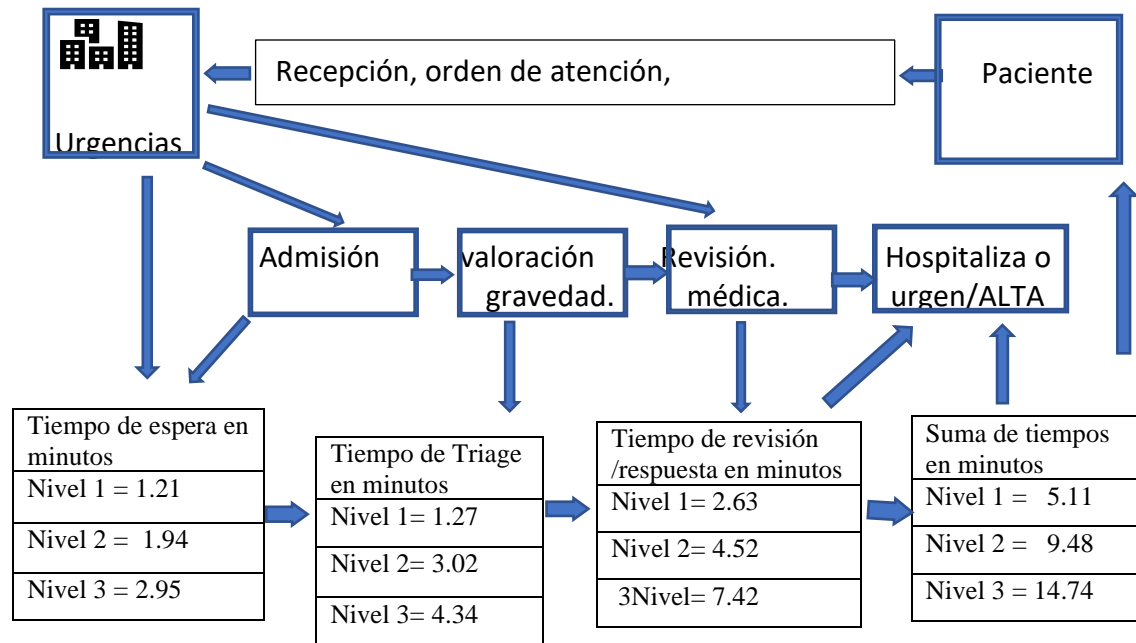 Recepción, orden de atención,
Paciente
Urgencias
Admisión
valoración
gravedad.
Revisión.
médica.
Hospitaliza o
urgen/ALTA
Tiempo de espera en
minutos
Nivel 1 = 1.21
Nivel 2 = 1.94
Nivel 3 = 2.95
Tiempo de Triage
en minutos
Nivel 1= 1.27
Nivel 2= 3.02
Nivel 3= 4.34
Tiempo de revisión
/respuesta en minutos
Nivel 1= 2.63
Nivel 2= 4.52
3Nivel= 7.42
Suma de tiempos
en minutos
Nivel 1 = 5.11
Nivel 2 = 9.48
Nivel 3 = 14.74